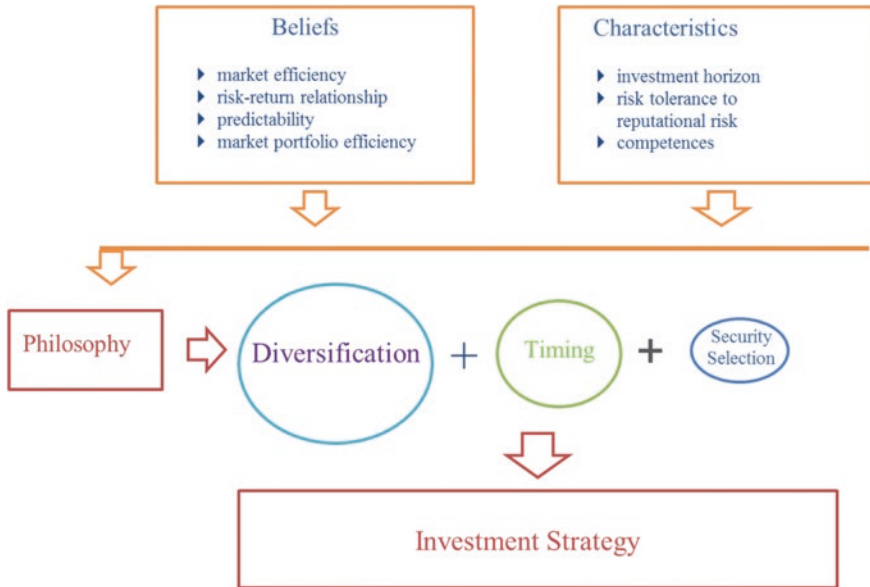 Beliefs
market efficiency
risk-return relationship
predictability
market portfolio efficiency
Characteristics
investment horizon
risk tolerance to
reputational risk
competences
Philosophy
Diversification
+
Timing
+
Security
Selection
Investment Strategy